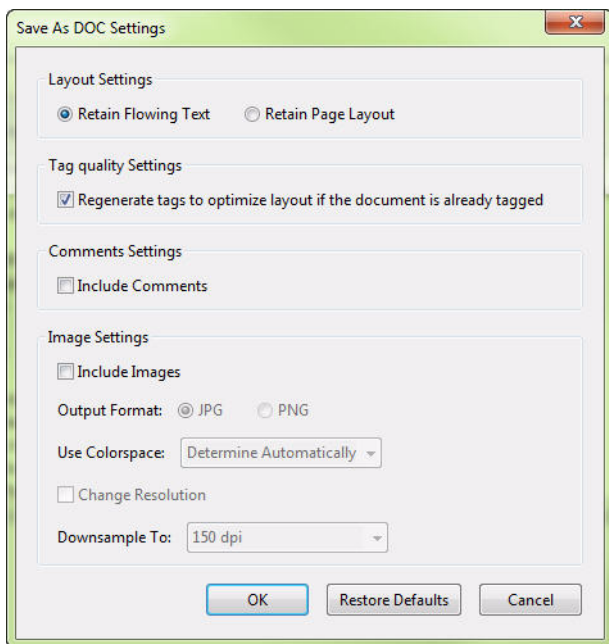 Save As DOC Settings
Layout Settings
Retain Flowing Text Retain Page Layout
Tag quality Settings
Regenerate tags to optimize layout if the document is already tagged
Comments Settings
Include Comments
Image Settings
Include Images
Output Format: JPG PNG
Use Colorspace: Determine Automatically
Change Resolution
Downsample To: 150 dpi
OK Restore Defaults Cancel